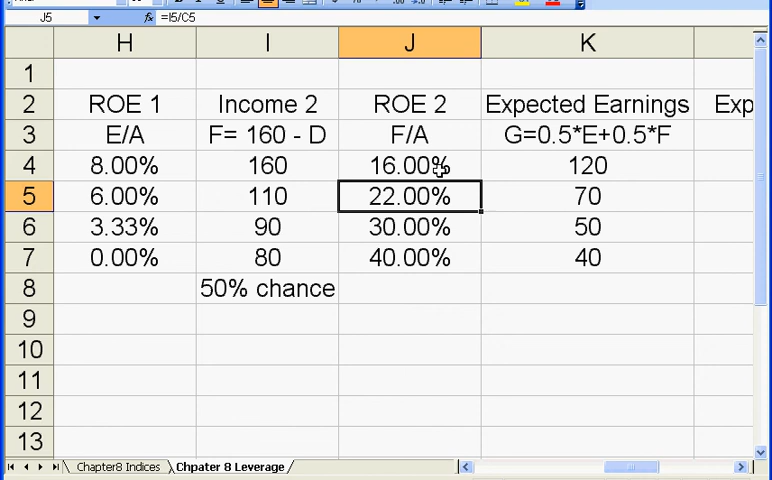 J5 fx =I5/C5
H I J K
1
2 ROE 1 Income 2 ROE 2 Expected Earnings Exp
3 E/A F= 160 - D F/A G=0.5*E+0.5*F
4 8.00% 160 16.00% 120
5 6.00% 110 22.00% 70
6 3.33% 90 30.00% 50
7 0.00% 80 40.00% 40
8 50% chance
9
10
11
12
13
Chapter8 Indices Chpater 8 Leverage